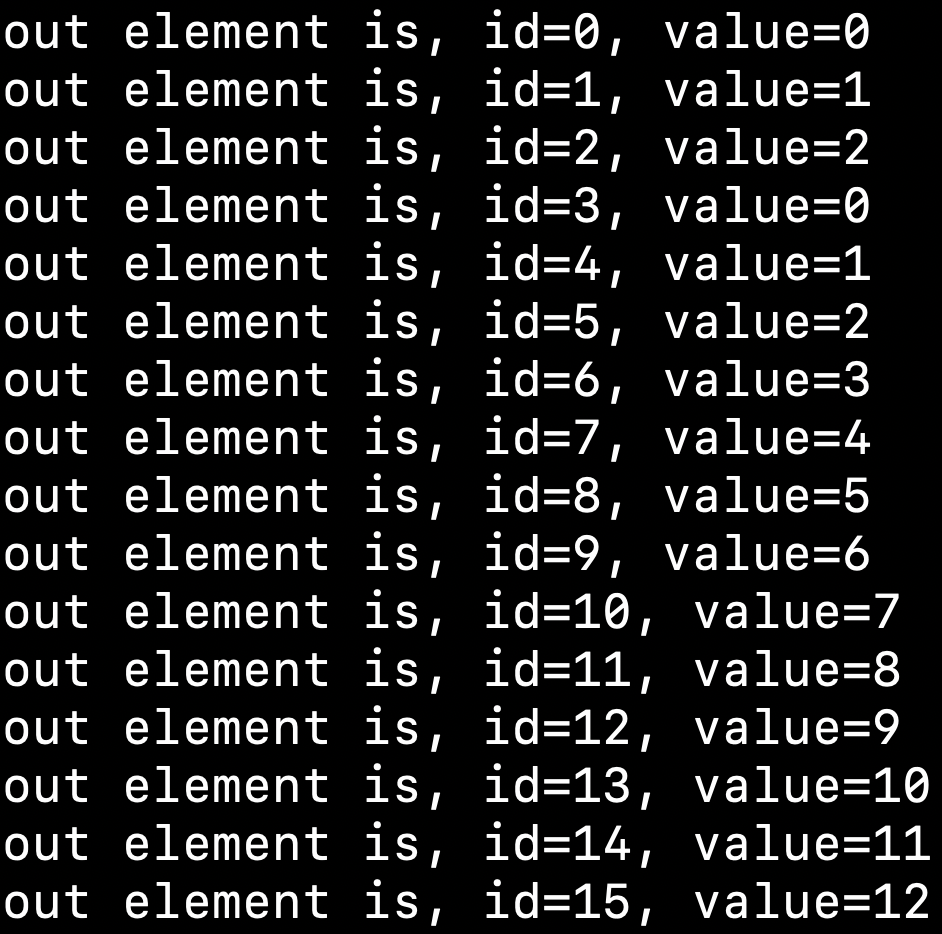 out element is, id=0, value=0
out element is, id=1, value=1
out element is, id=2, value=2
out element is, id=3, value=0
out element is, id=4, value=1
out element is, id=5, value=2
out element is, id=6, value=3
out element is, id=7, value=4
out element is, id=8, value=5
out element is, id=9, value=6
out element is, id=10, value=7
out element is, id=11, value=8
out element is, id=12, value=9
out element is, id=13, value=10
out element is, id=14, value=11
out element is, id=15, value=12